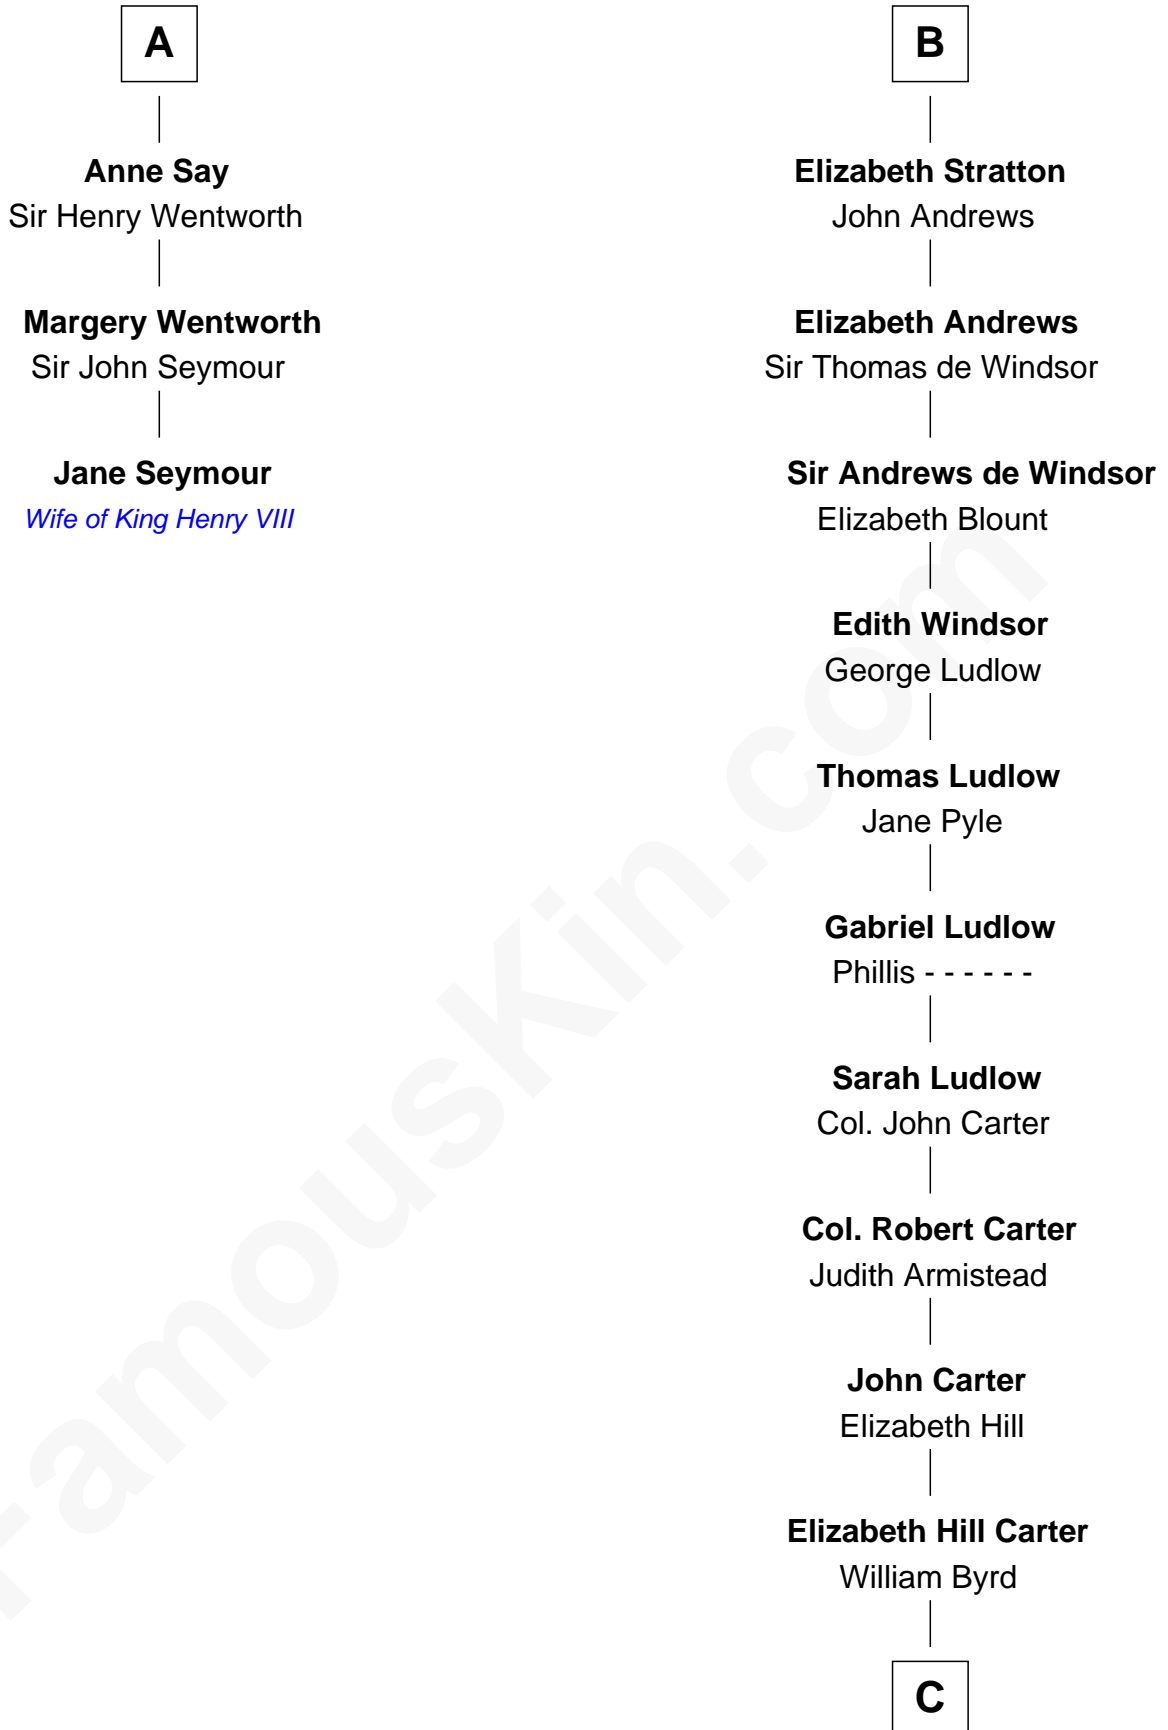 A
Anne Say
Sir Henry Wentworth
Margery Wentworth
Sir John Seymour
Jane Seymour
Wife of King Henry VIII
B
Elizabeth Stratton
John Andrews
Elizabeth Andrews
Sir Thomas de Windsor
Sir Andrews de Windsor
Elizabeth Blount
Edith Windsor
George Ludlow
Thomas Ludlow
Jane Pyle
Gabriel Ludlow
Phillis - - - - - -
Sarah Ludlow
Col. John Carter
Col. Robert Carter
Judith Armistead
John Carter
Elizabeth Hill
Elizabeth Hill Carter
William Byrd
C
FamousKin.com